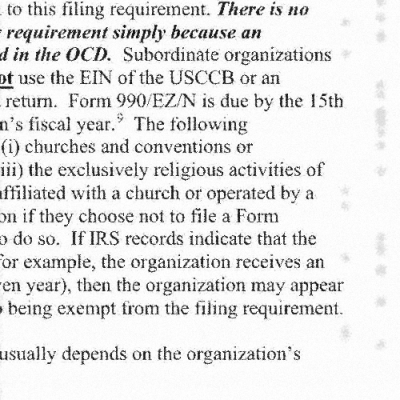 to this filing requirement. There is no
requirement simply because an
d in the OCD. Subordinate organizations
ot use the EIN of the USCCB or an
return. Form 990/EZ/N is due by the 15th
n's fiscal year.9 The following
(i) churches and conventions or
iii) the exclusively religious activities of
affiliated with a church or operated by a
on if they choose not to file a Form
o do so. If IRS records indicate that the
for example, the organization receives an
en year), then the organization may appear
being exempt from the filing requirement.
usually depends on the organization's